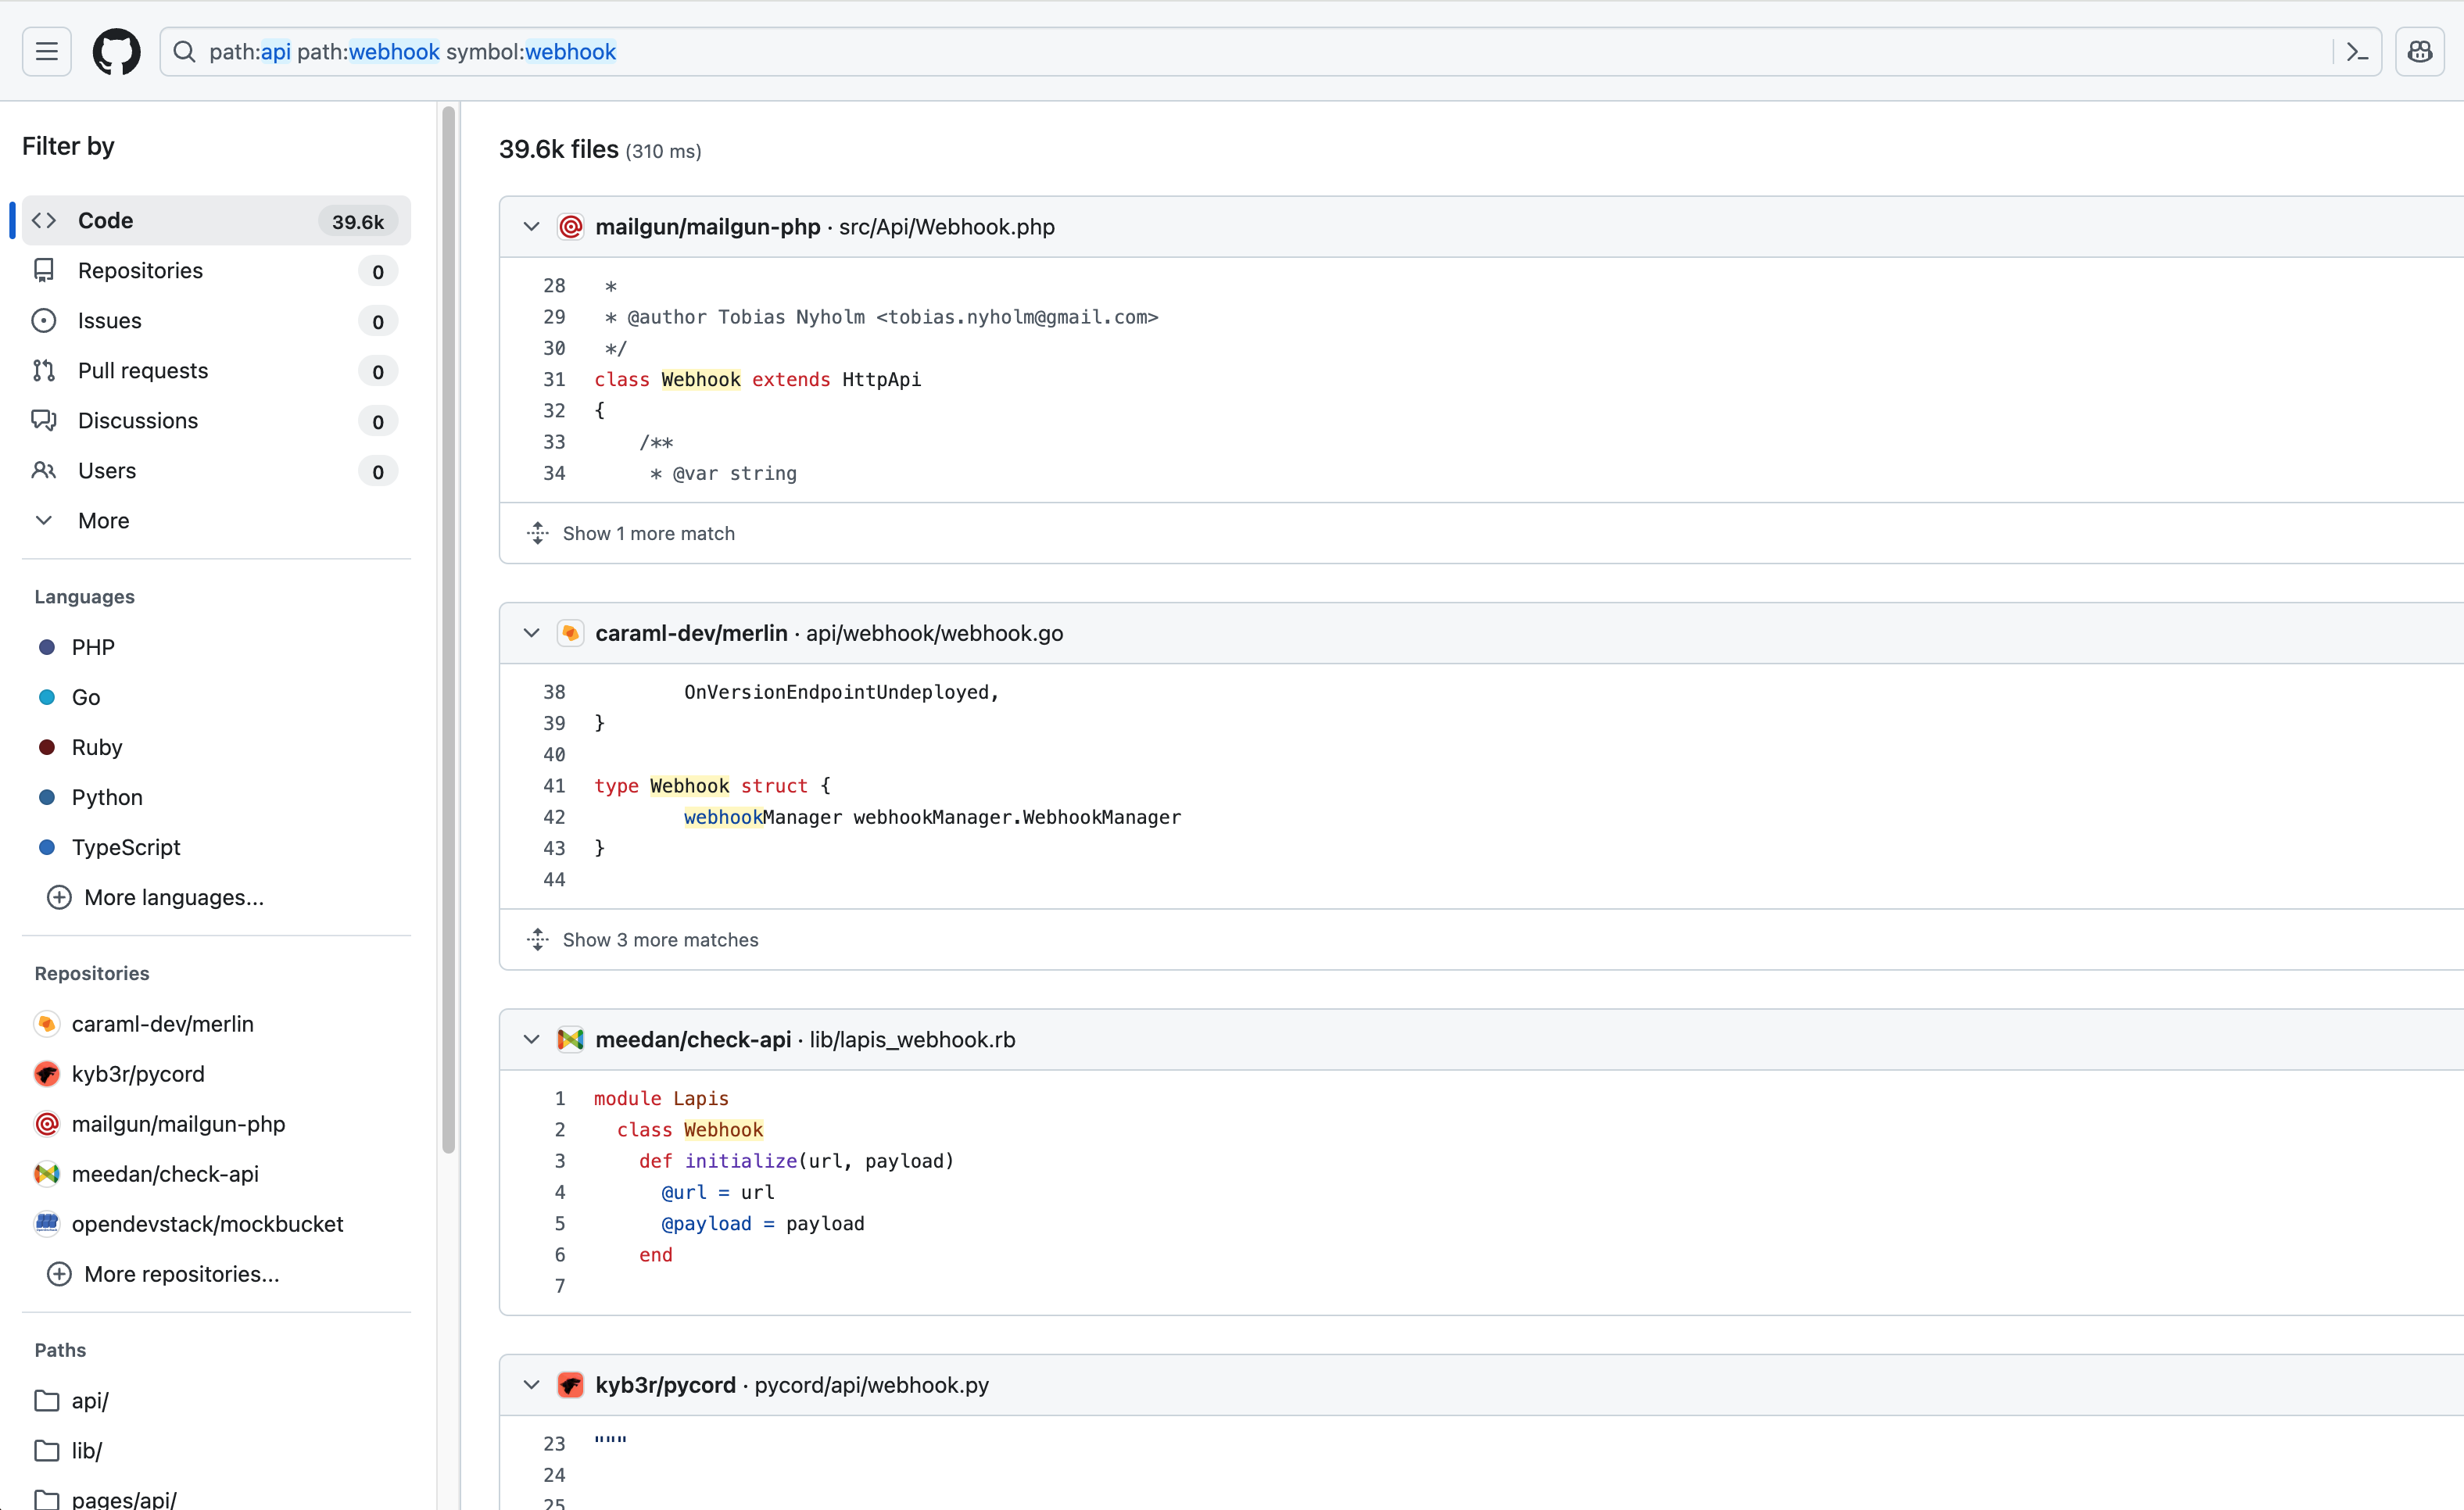 path:api path:webhook symbol:webhook
Filter by
Code 39.6k
Repositories 0
Issues 0
Pull requests 0
Discussions 0
Users 0
More
Languages
PHP
Go
Ruby
Python
TypeScript
More languages...
Repositories
caraml-dev/merlin
kyb3r/pycord
mailgun/mailgun-php
meedan/check-api
opendevstack/mockbucket
More repositories...
Paths
api/
lib/
pages/api/
39.6k files (310 ms)
mailgun/mailgun-php · src/Api/Webhook.php
28 *
29 * @author Tobias Nyholm <tobias.nyholm@gmail.com>
30 */
31 class Webhook extends HttpApi
32 {
33 /**
34 * @var string
Show 1 more match
caraml-dev/merlin · api/webhook/webhook.go
38 OnVersionEndpointUndeployed,
39 }
40
41 type Webhook struct {
42 webhookManager webhookManager.WebhookManager
43 }
44
Show 3 more matches
meedan/check-api · lib/lapis_webhook.rb
1 module Lapis
2 class Webhook
3 def initialize(url, payload)
4 @url = url
5 @payload = payload
6 end
7
kyb3r/pycord · pycord/api/webhook.py
23 """
24
25